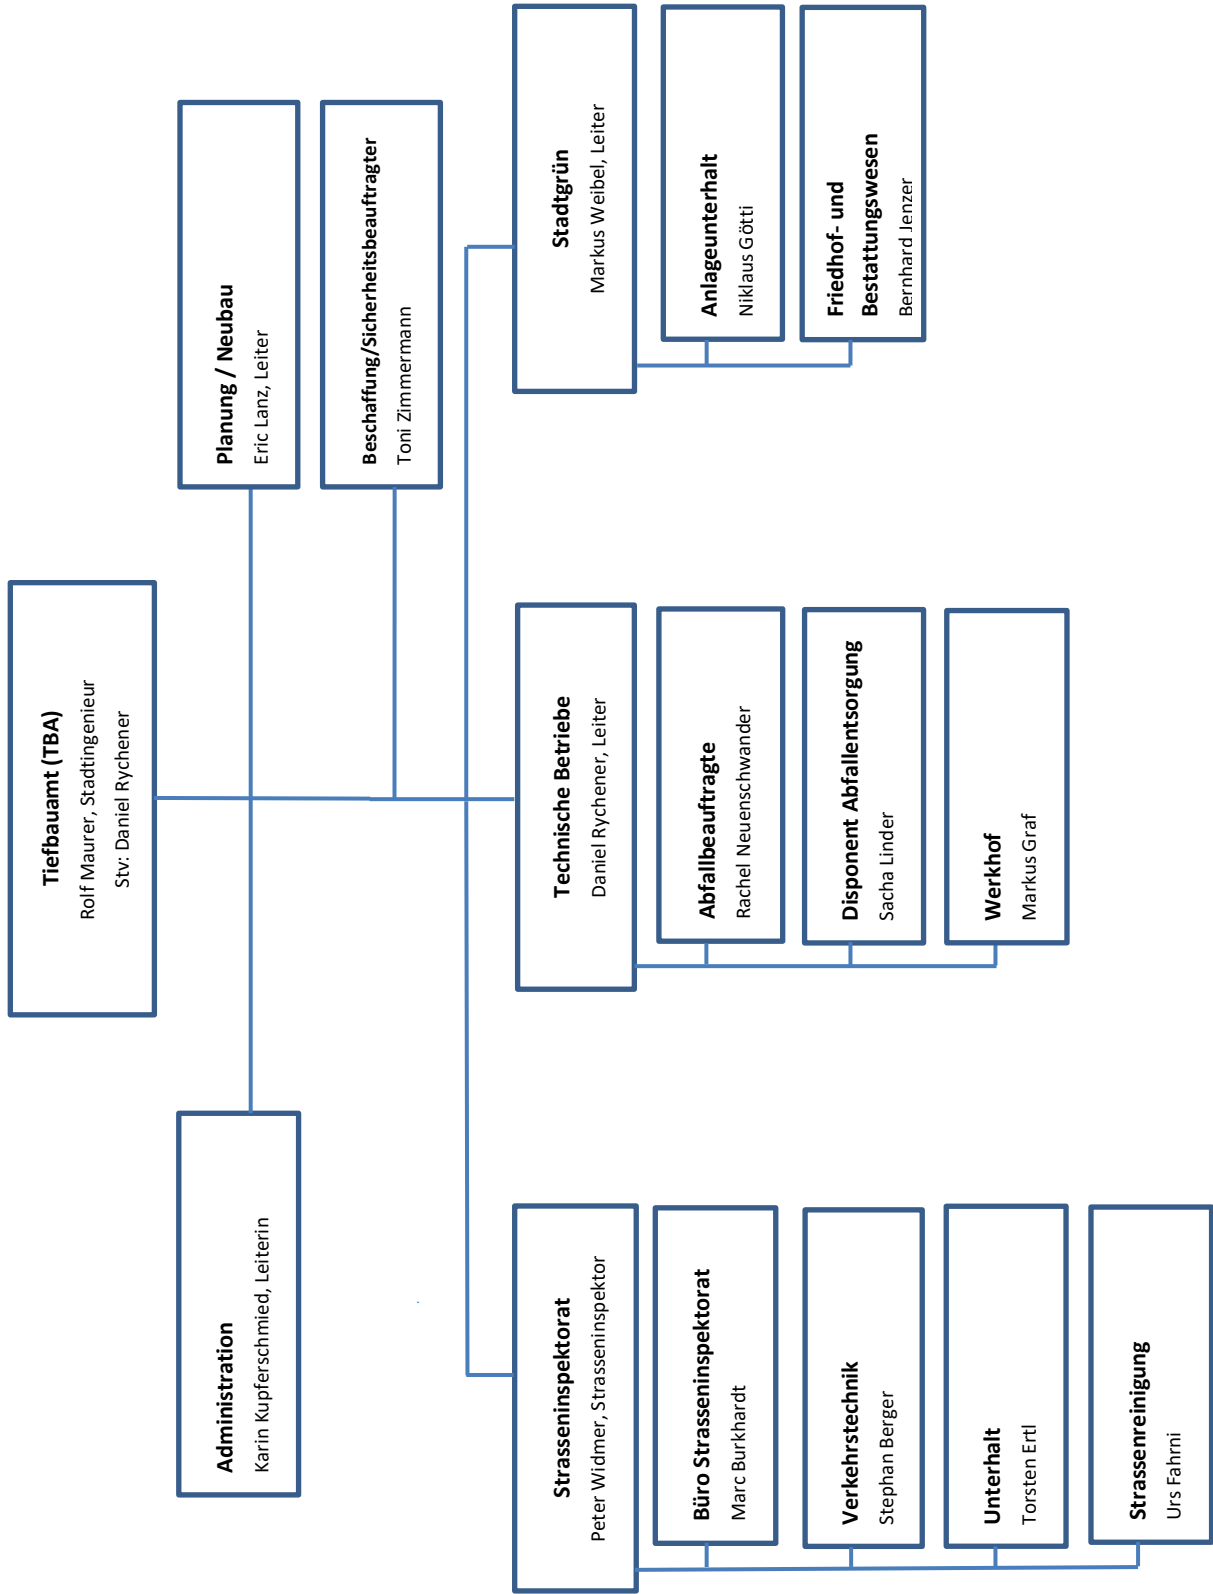 Tiefbauamt (TBA)
Rolf Maurer, Stadtingenieur
Stv: Daniel Rychener
Administration
Karin Kupferschmied, Leiterin
Planung / Neubau
Eric Lanz, Leiter
Beschaffung/Sicherheitsbeauftragter
Toni Zimmermann
Strasseninspektorat
Peter Widmer, Strasseninspektor
Büro Strasseninspektorat
Marc Burkhardt
Verkehrstechnik
Stephan Berger
Unterhalt
Torsten Ertl
Strassenreinigung
Urs Fahrni
Technische Betriebe
Daniel Rychener, Leiter
Abfallbeauftragte
Rachel Neuenschwander
Disponent Abfallentsorgung
Sacha Linder
Werkhof
Markus Graf
Stadtgrün
Markus Weibel, Leiter
Anlageunterhalt
Niklaus Götti
Friedhof- und
Bestattungswesen
Bernhard Jenzer